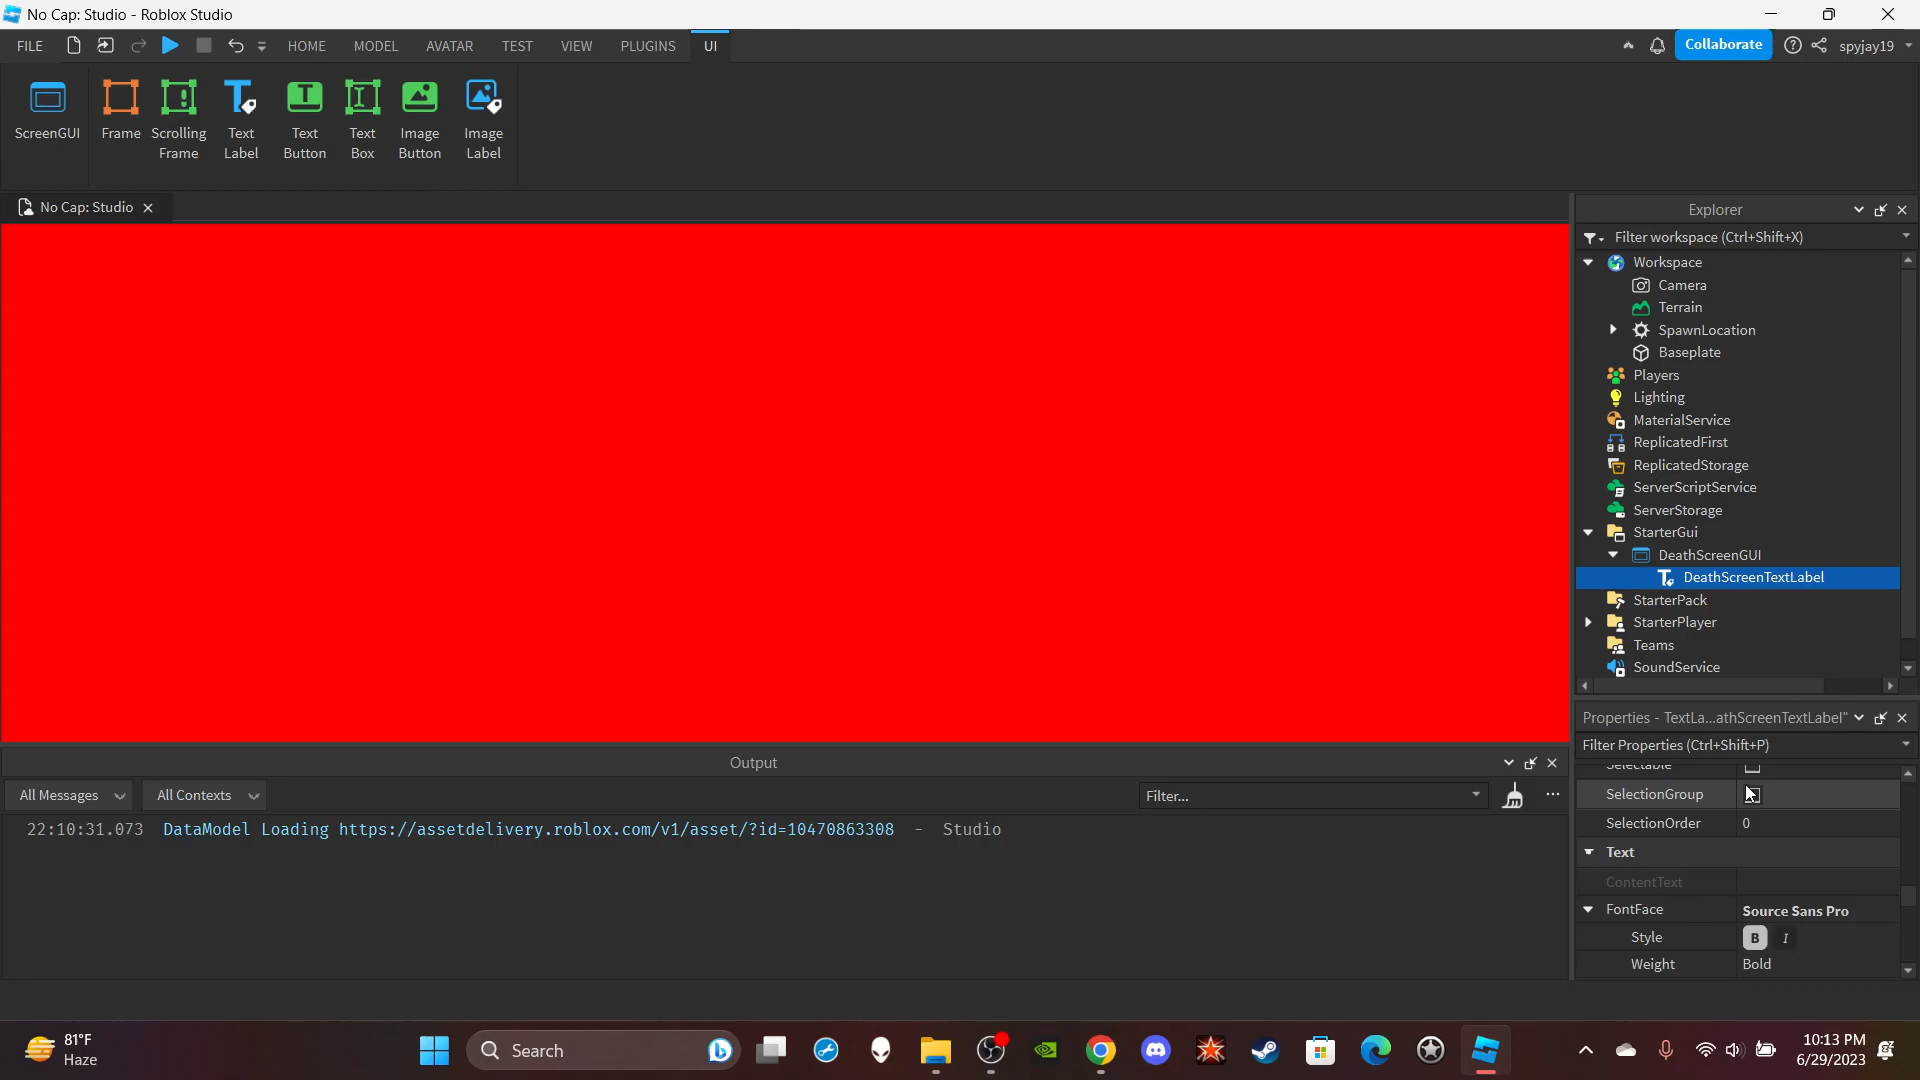 No Cap: Studio - Roblox Studio
FILE HOME MODEL AVATAR TEST VIEW PLUGINS UI Collaborate spyjay19
ScreenGUI
Frame
Scrolling
Frame
Text
Label
Text
Button
Text
Box
Image
Button
Image
Label
No Cap: Studio
Explorer
Filter workspace (Ctrl+Shift+X)
Workspace
Camera
Terrain
SpawnLocation
Baseplate
Players
Lighting
MaterialService
ReplicatedFirst
ReplicatedStorage
ServerScriptService
ServerStorage
StarterGui
DeathScreenGUI
DeathScreenTextLabel
StarterPack
StarterPlayer
Teams
SoundService
Properties - TextLa...athScreenTextLabel"
Filter Properties (Ctrl+Shift+P)
Selectable
SelectionGroup
SelectionOrder 0
Text
ContentText
FontFace Source Sans Pro
Style B I
Weight Bold
Output
All Messages All Contexts Filter...
22:10:31.073 DataModel Loading https://assetdelivery.roblox.com/v1/asset/?id=10470863308 - Studio
81°F
Haze
Search
10:13 PM
6/29/2023